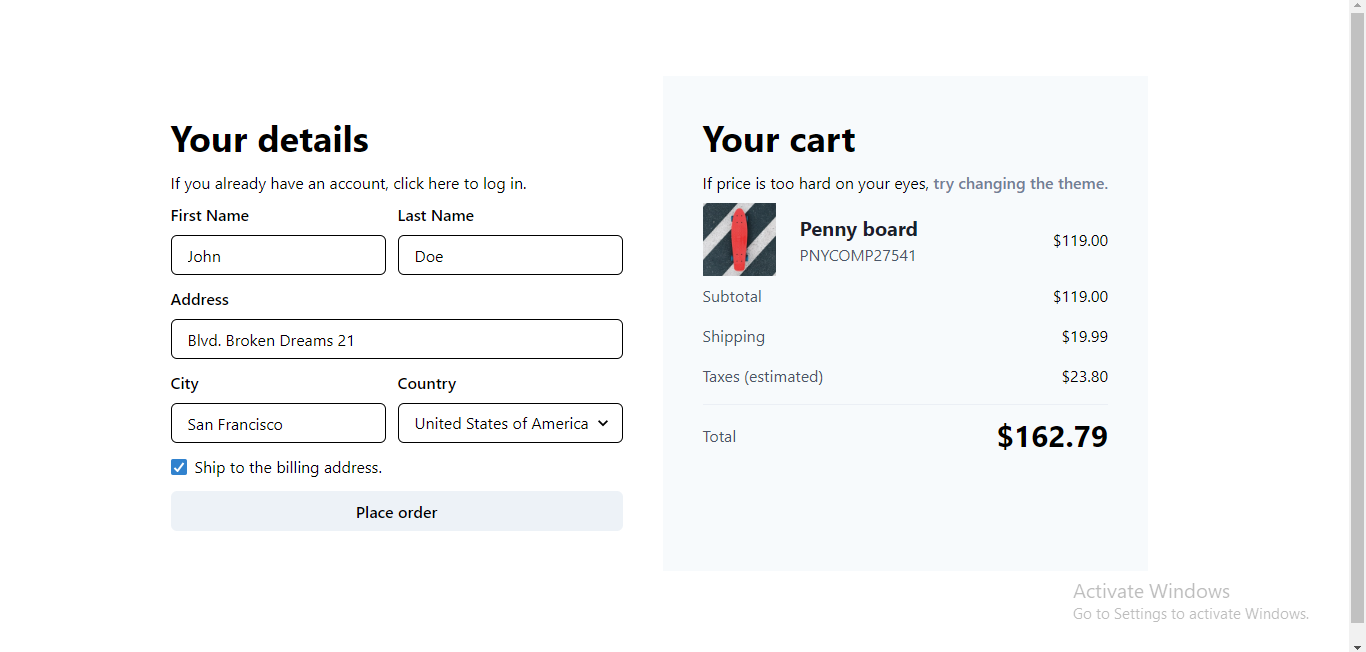 Your details
If you already have an account, click here to log in.
First Name
Last Name
John
Doe
Address
Blvd. Broken Dreams 21
City
Country
San Francisco
United States of America
Ship to the billing address.
Place order
Your cart
If price is too hard on your eyes, try changing the theme.
Penny board
PNYCOMP27541
$119.00
Subtotal
$119.00
Shipping
$19.99
Taxes (estimated)
$23.80
Total
$162.79
Activate Windows
Go to Settings to activate Windows.